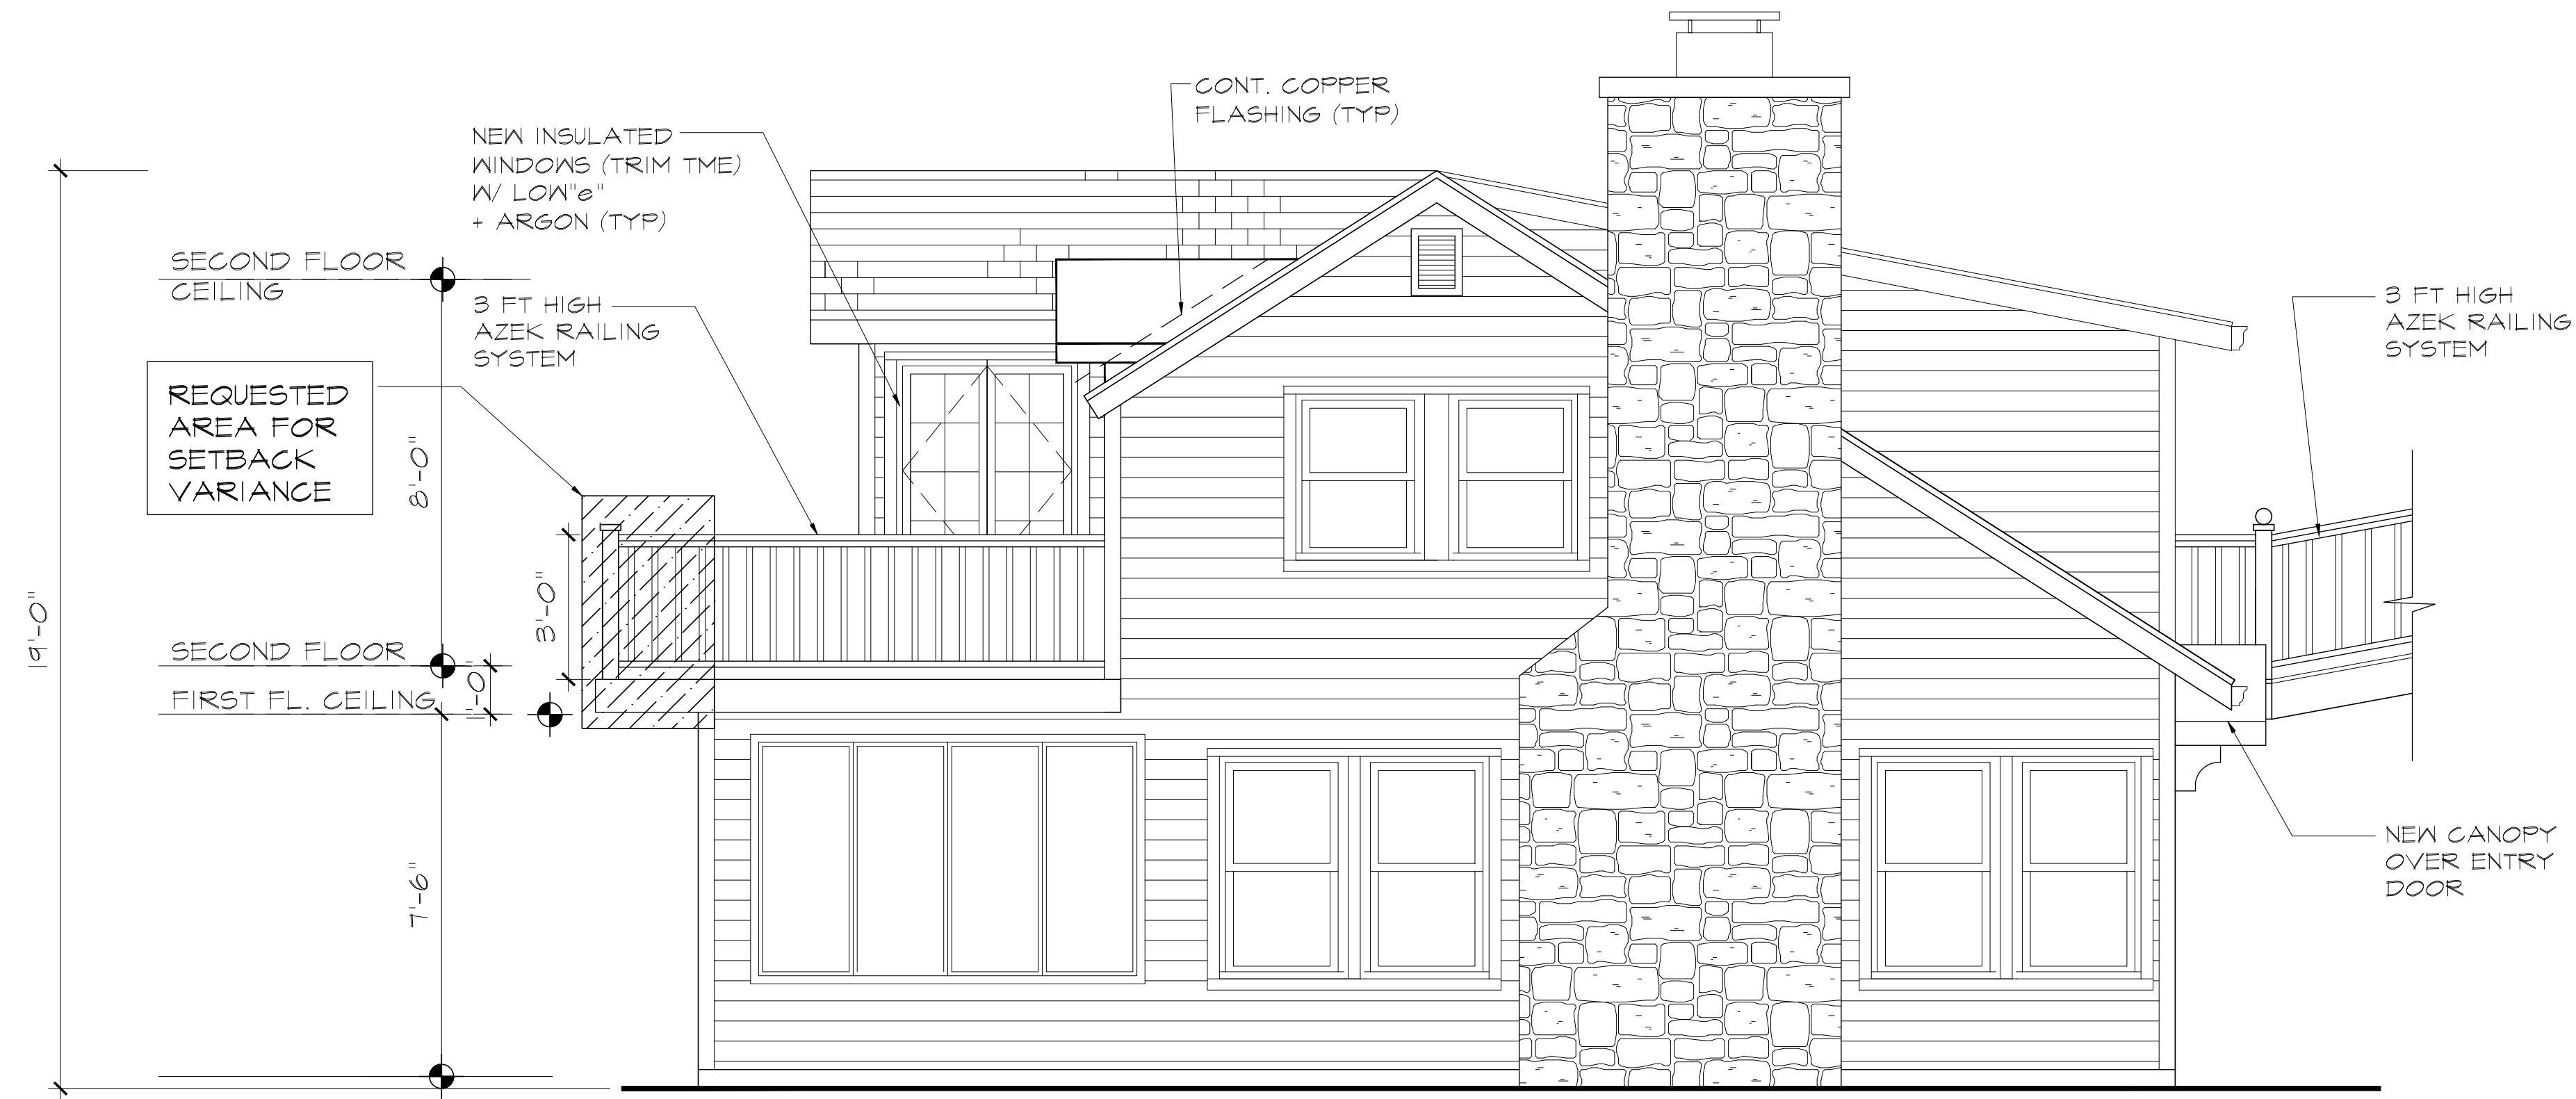 CONT. COPPER
FLASHING (TYP)
NEW INSULATED
WINDOWS (TRIM TME)
W/ LOW"e"
+ ARGON (TYP)
SECOND FLOOR
CEILING
3 FT HIGH
AZEK RAILING
SYSTEM
3 FT HIGH
AZEK RAILING
SYSTEM
REQUESTED
AREA FOR
SETBACK
VARIANCE
8'-0"
19'-0"
3'-0"
SECOND FLOOR
1'-0"
FIRST FL. CEILING
7'-6"
NEW CANOPY
OVER ENTRY
DOOR